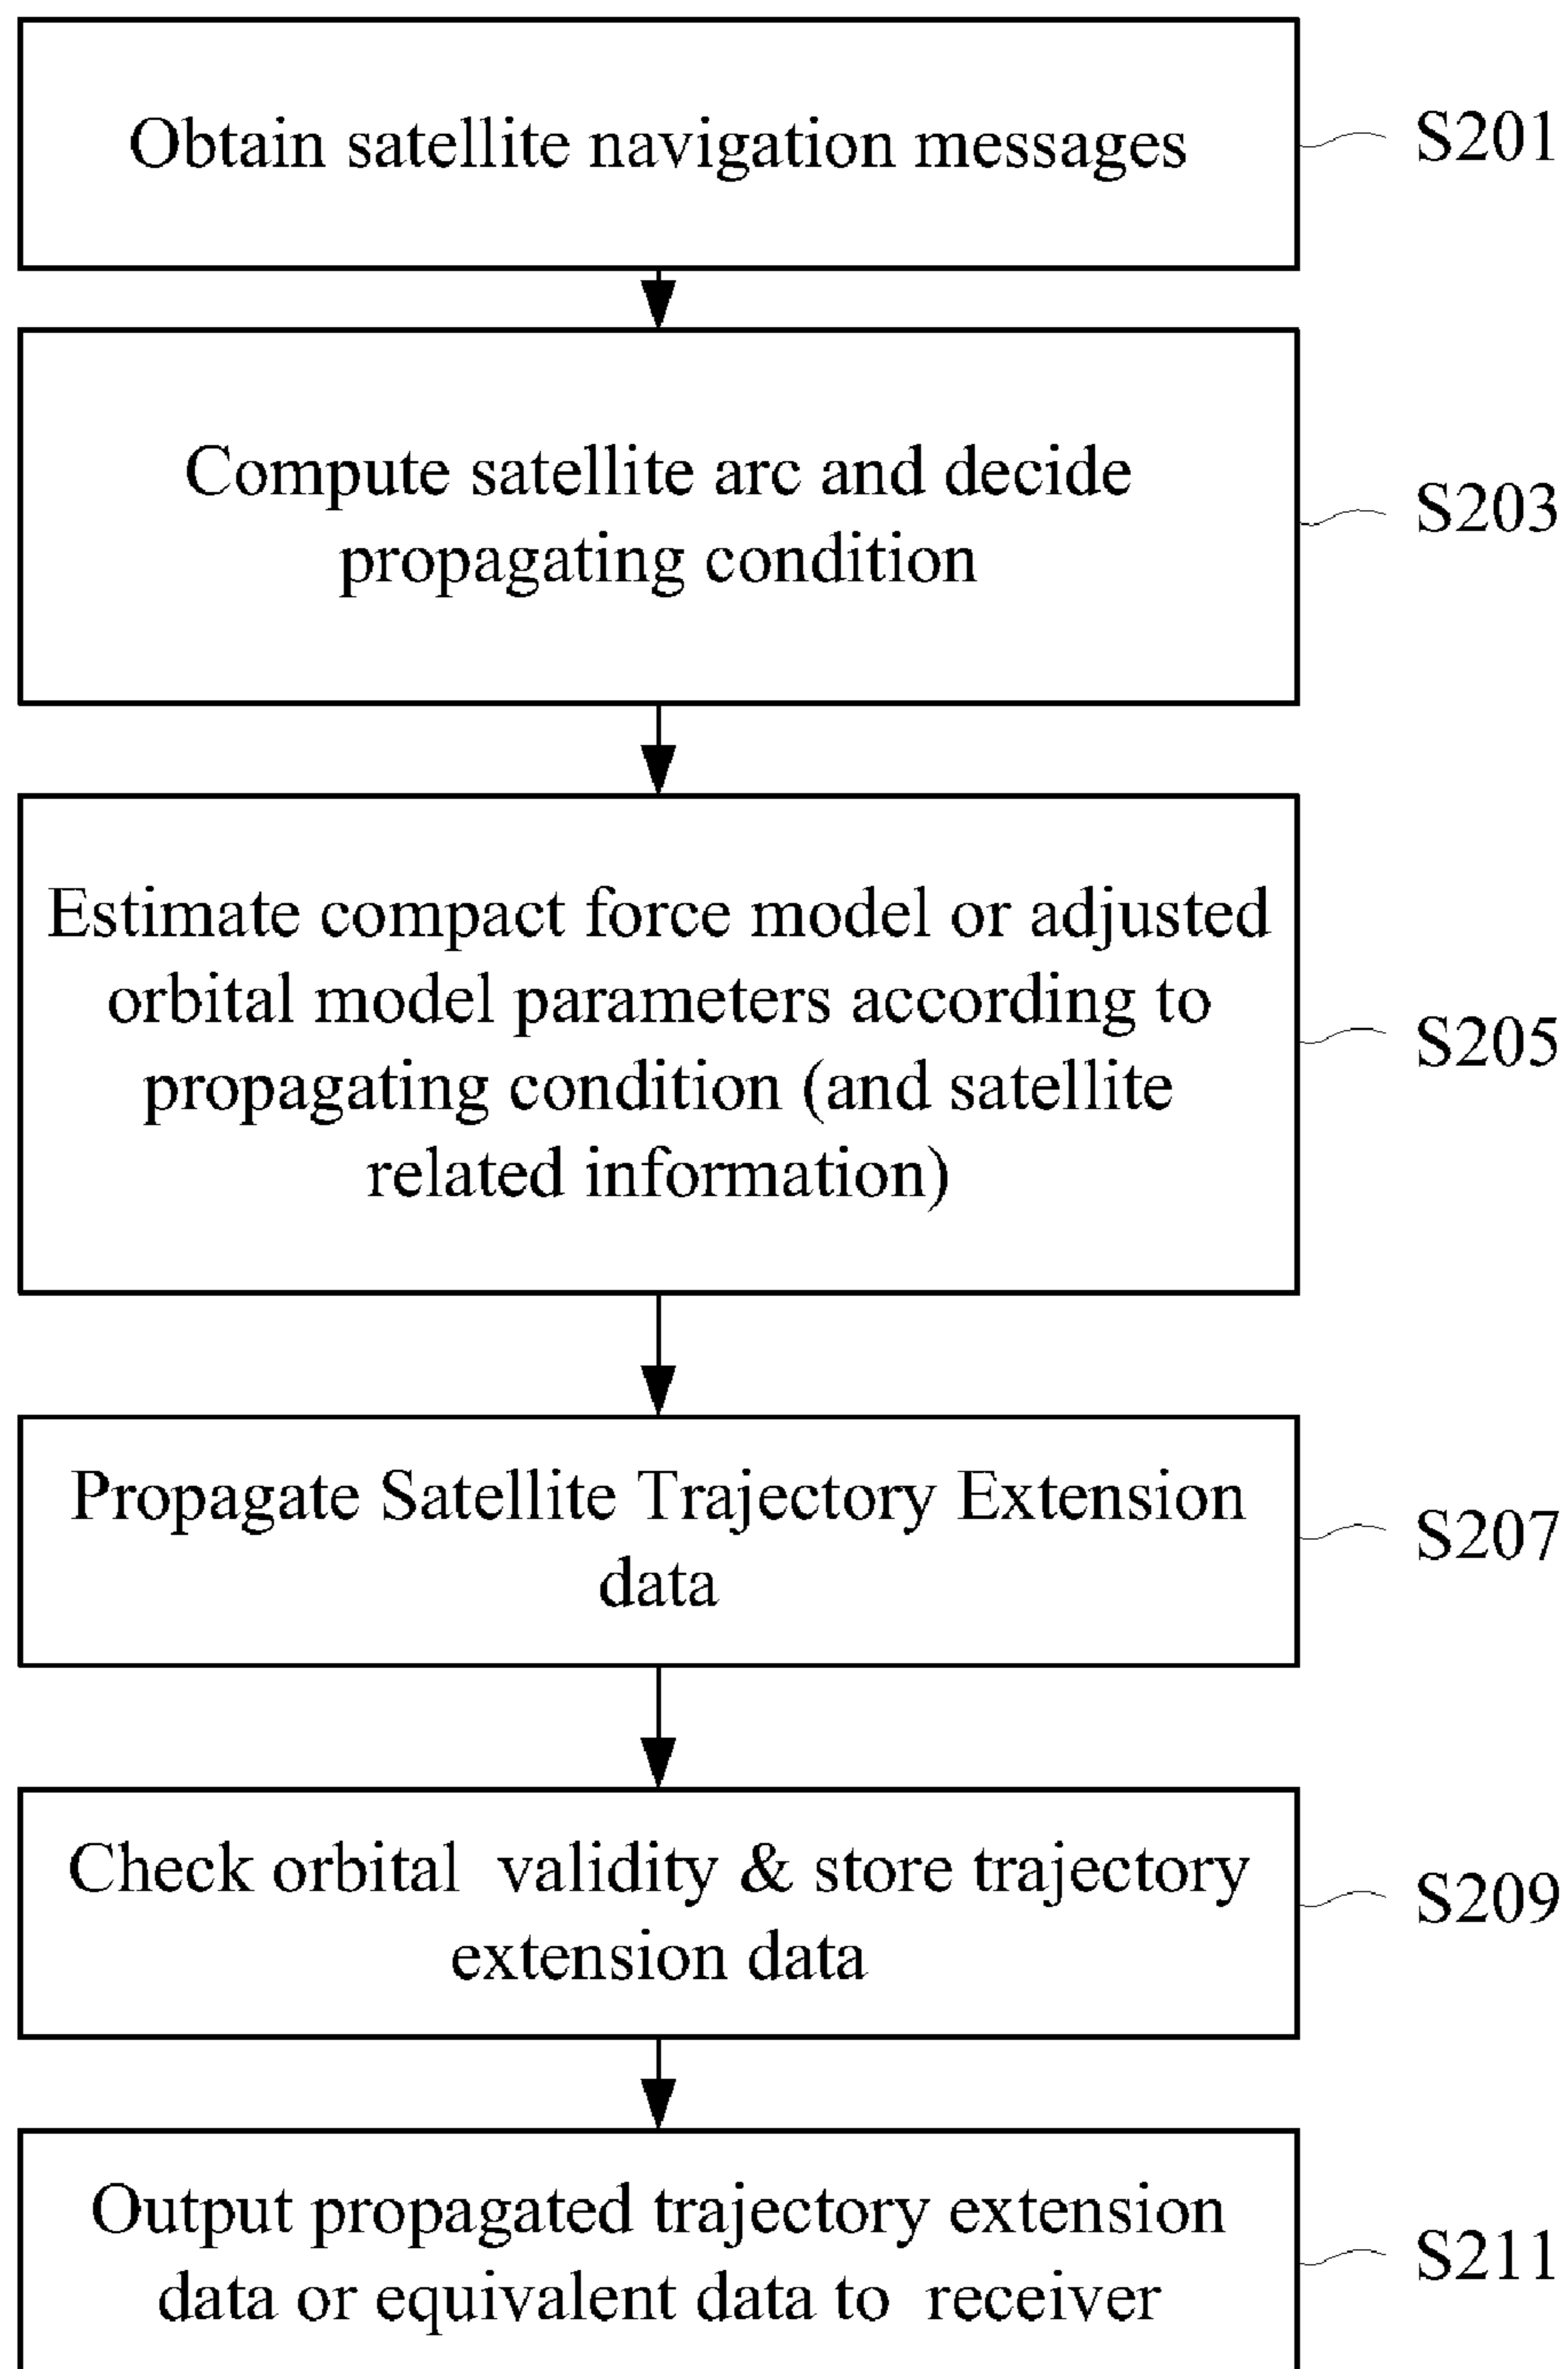 Obtain satellite navigation messages
S201
Compute satellite arc and decide
propagating condition
S203
Estimate compact force model or adjusted
orbital model parameters according to
propagating condition (and satellite
related information)
S205
Propagate Satellite Trajectory Extension
data
S207
Check orbital validity & store trajectory
extension data
S209
Output propagated trajectory extension
data or equivalent data to receiver
S211